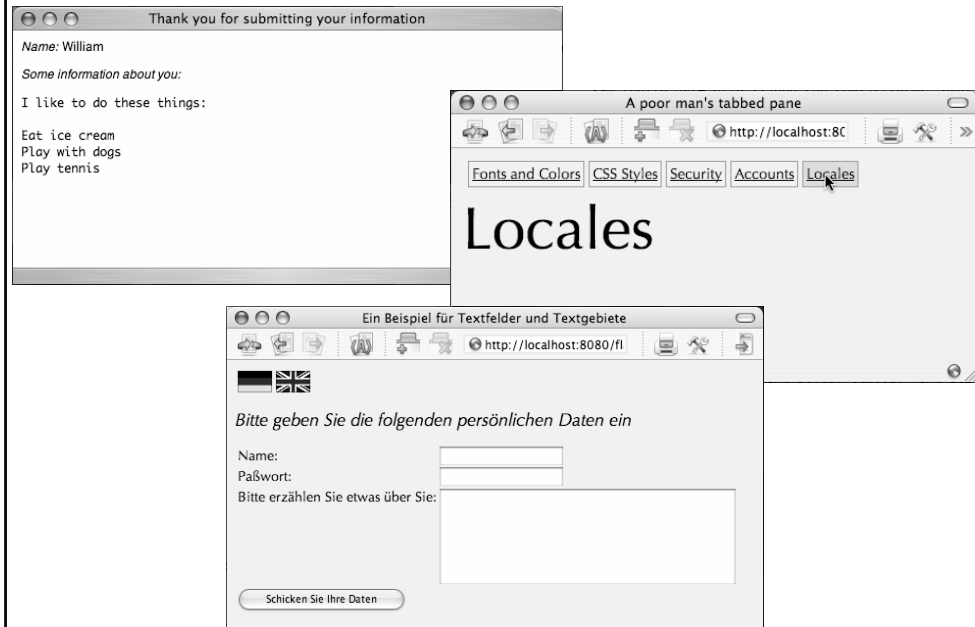 Thank you for submitting your information
Name: William
Some information about you:
I like to do these things:
Eat ice cream
Play with dogs
Play tennis
A poor man's tabbed pane
http://localhost:80
Fonts and Colors CSS Styles Security Accounts Locales
Locales
Ein Beispiel für Textfelder und Textgebiete
http://localhost:8080/fl
Bitte geben Sie die folgenden persönlichen Daten ein
Name:
Paßwort:
Bitte erzählen Sie etwas über Sie:
Schicken Sie Ihre Daten